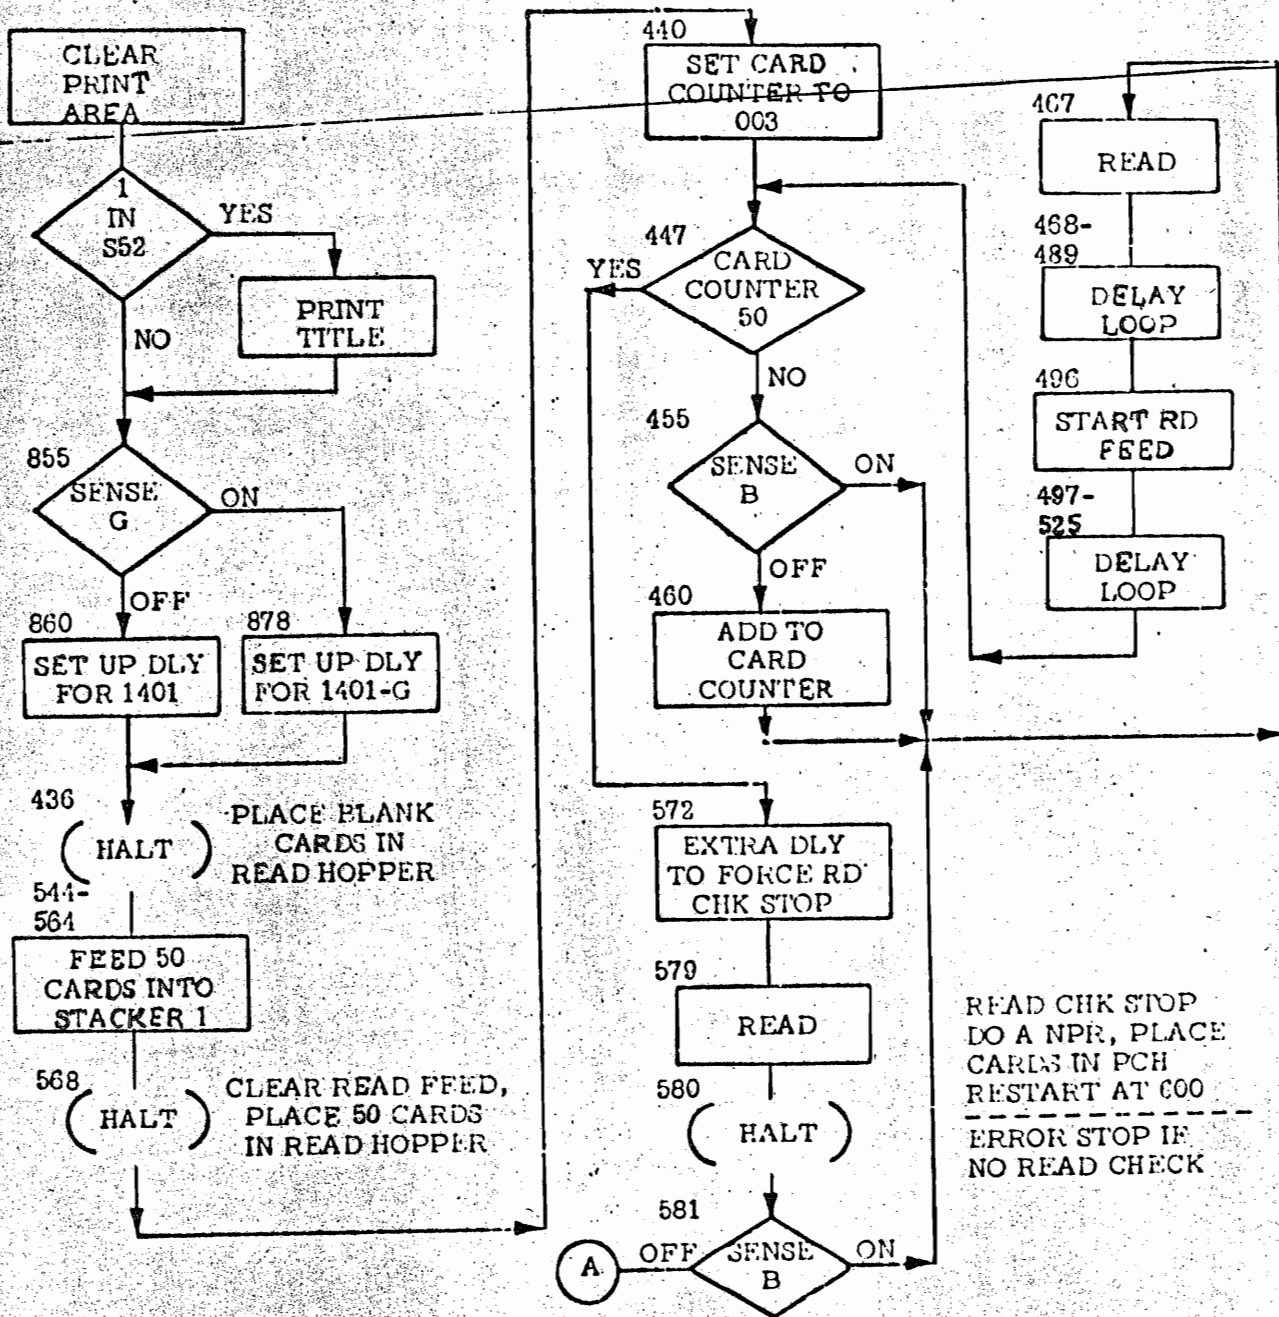 CLEAR
PRINT
AREA
1
IN
S52
YES
PRINT
TITLE
NO
855
SENSE
G
ON
OFF
860
SET UP DLY
FOR 1401
878
SET UP DLY
FOR 1401-G
436
HALT
PLACE BLANK
CARDS IN
READ HOPPER
544-
564
FEED 50
CARDS INTO
STACKER 1
568
HALT
CLEAR READ FEED,
PLACE 50 CARDS
IN READ HOPPER
440
SET CARD
COUNTER TO
003
447
YES
CARD
COUNTER
50
NO
455
SENSE
B
ON
OFF
460
ADD TO
CARD
COUNTER
572
EXTRA DLY
TO FORCE RD
CHK STOP
579
READ
580
HALT
581
SENSE
B
OFF
ON
A
467
READ
468-
489
DELAY
LOOP
496
START RD
FEED
497-
525
DELAY
LOOP
READ CHK STOP
DO A NPR, PLACE
CARDS IN PCH
RESTART AT 600
ERROR STOP IF
NO READ CHECK